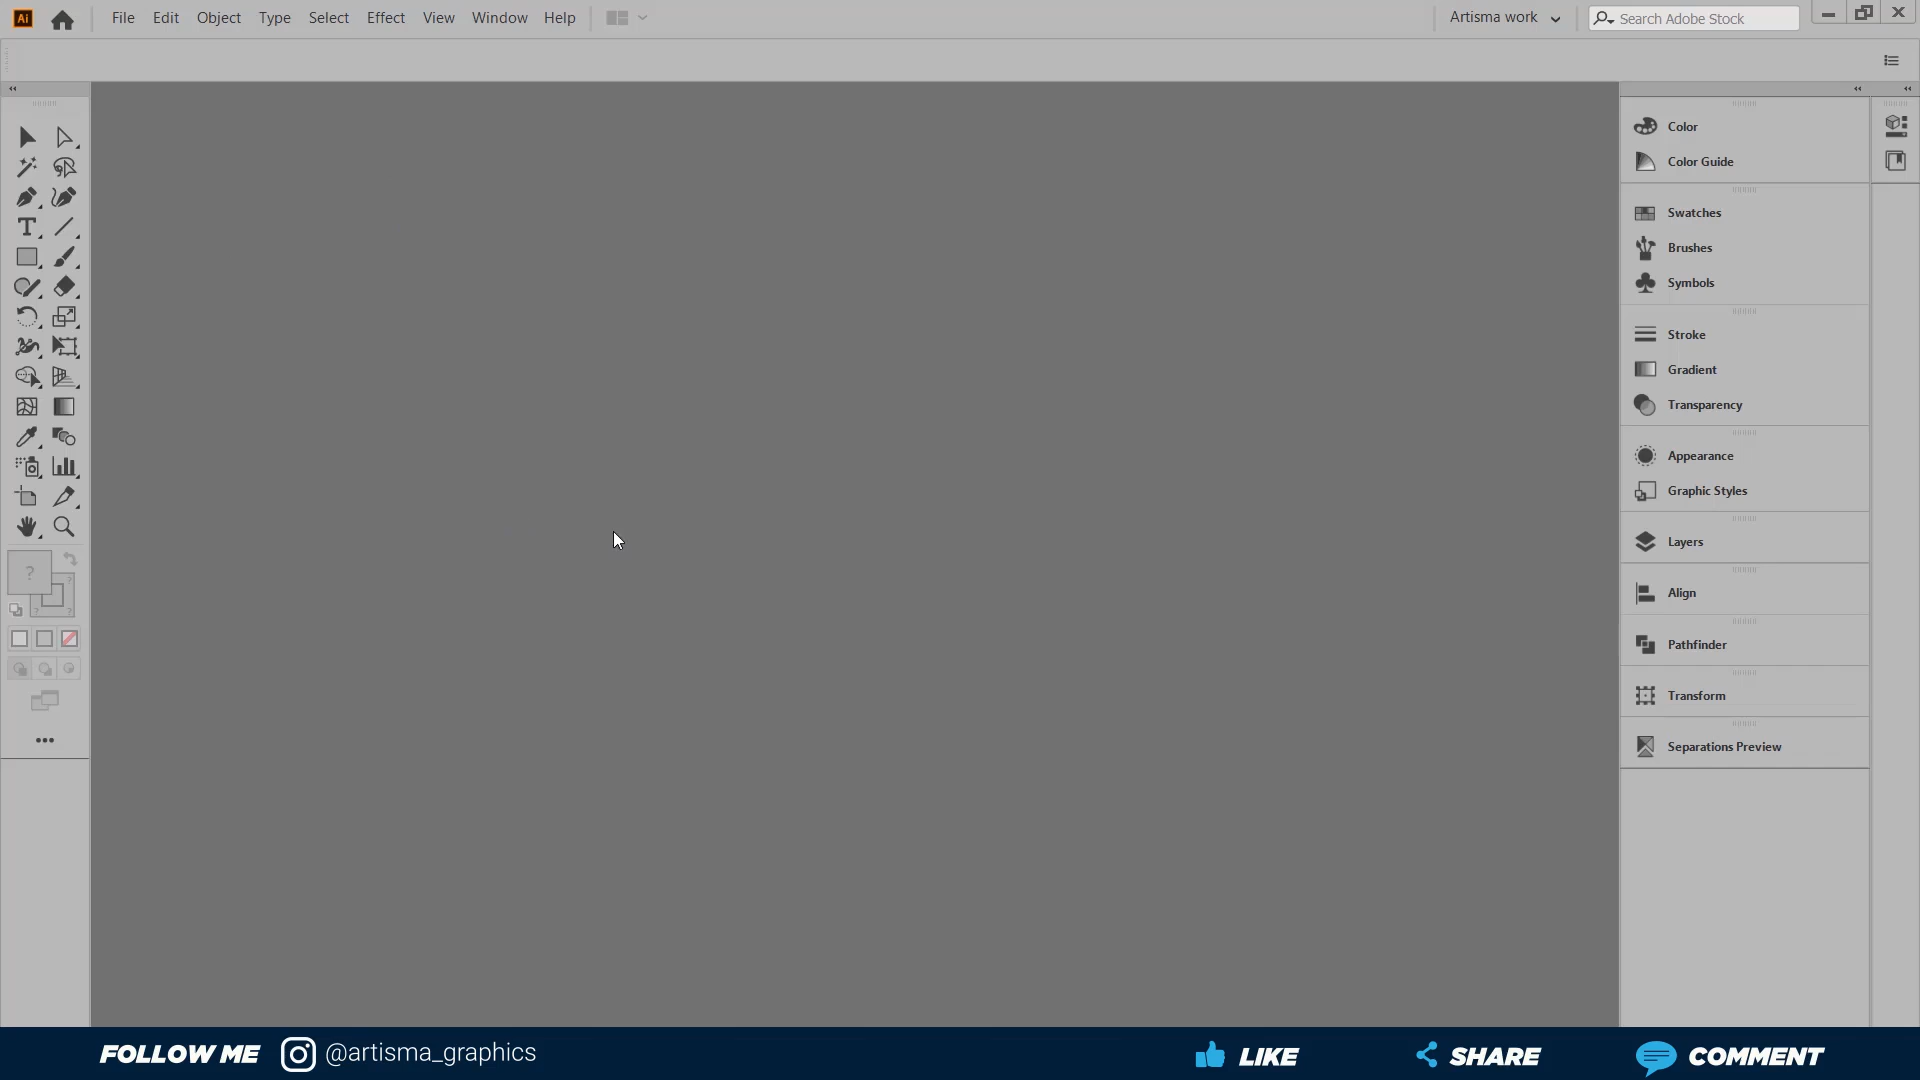 Ai File Edit Object Type Select Effect View Window Help Artisma work Search Adobe Stock
Color
Color Guide
Swatches
Brushes
Symbols
Stroke
Gradient
Transparency
Appearance
Graphic Styles
Layers
Align
Pathfinder
Transform
Separations Preview
FOLLOW ME @artisma_graphics LIKE SHARE COMMENT